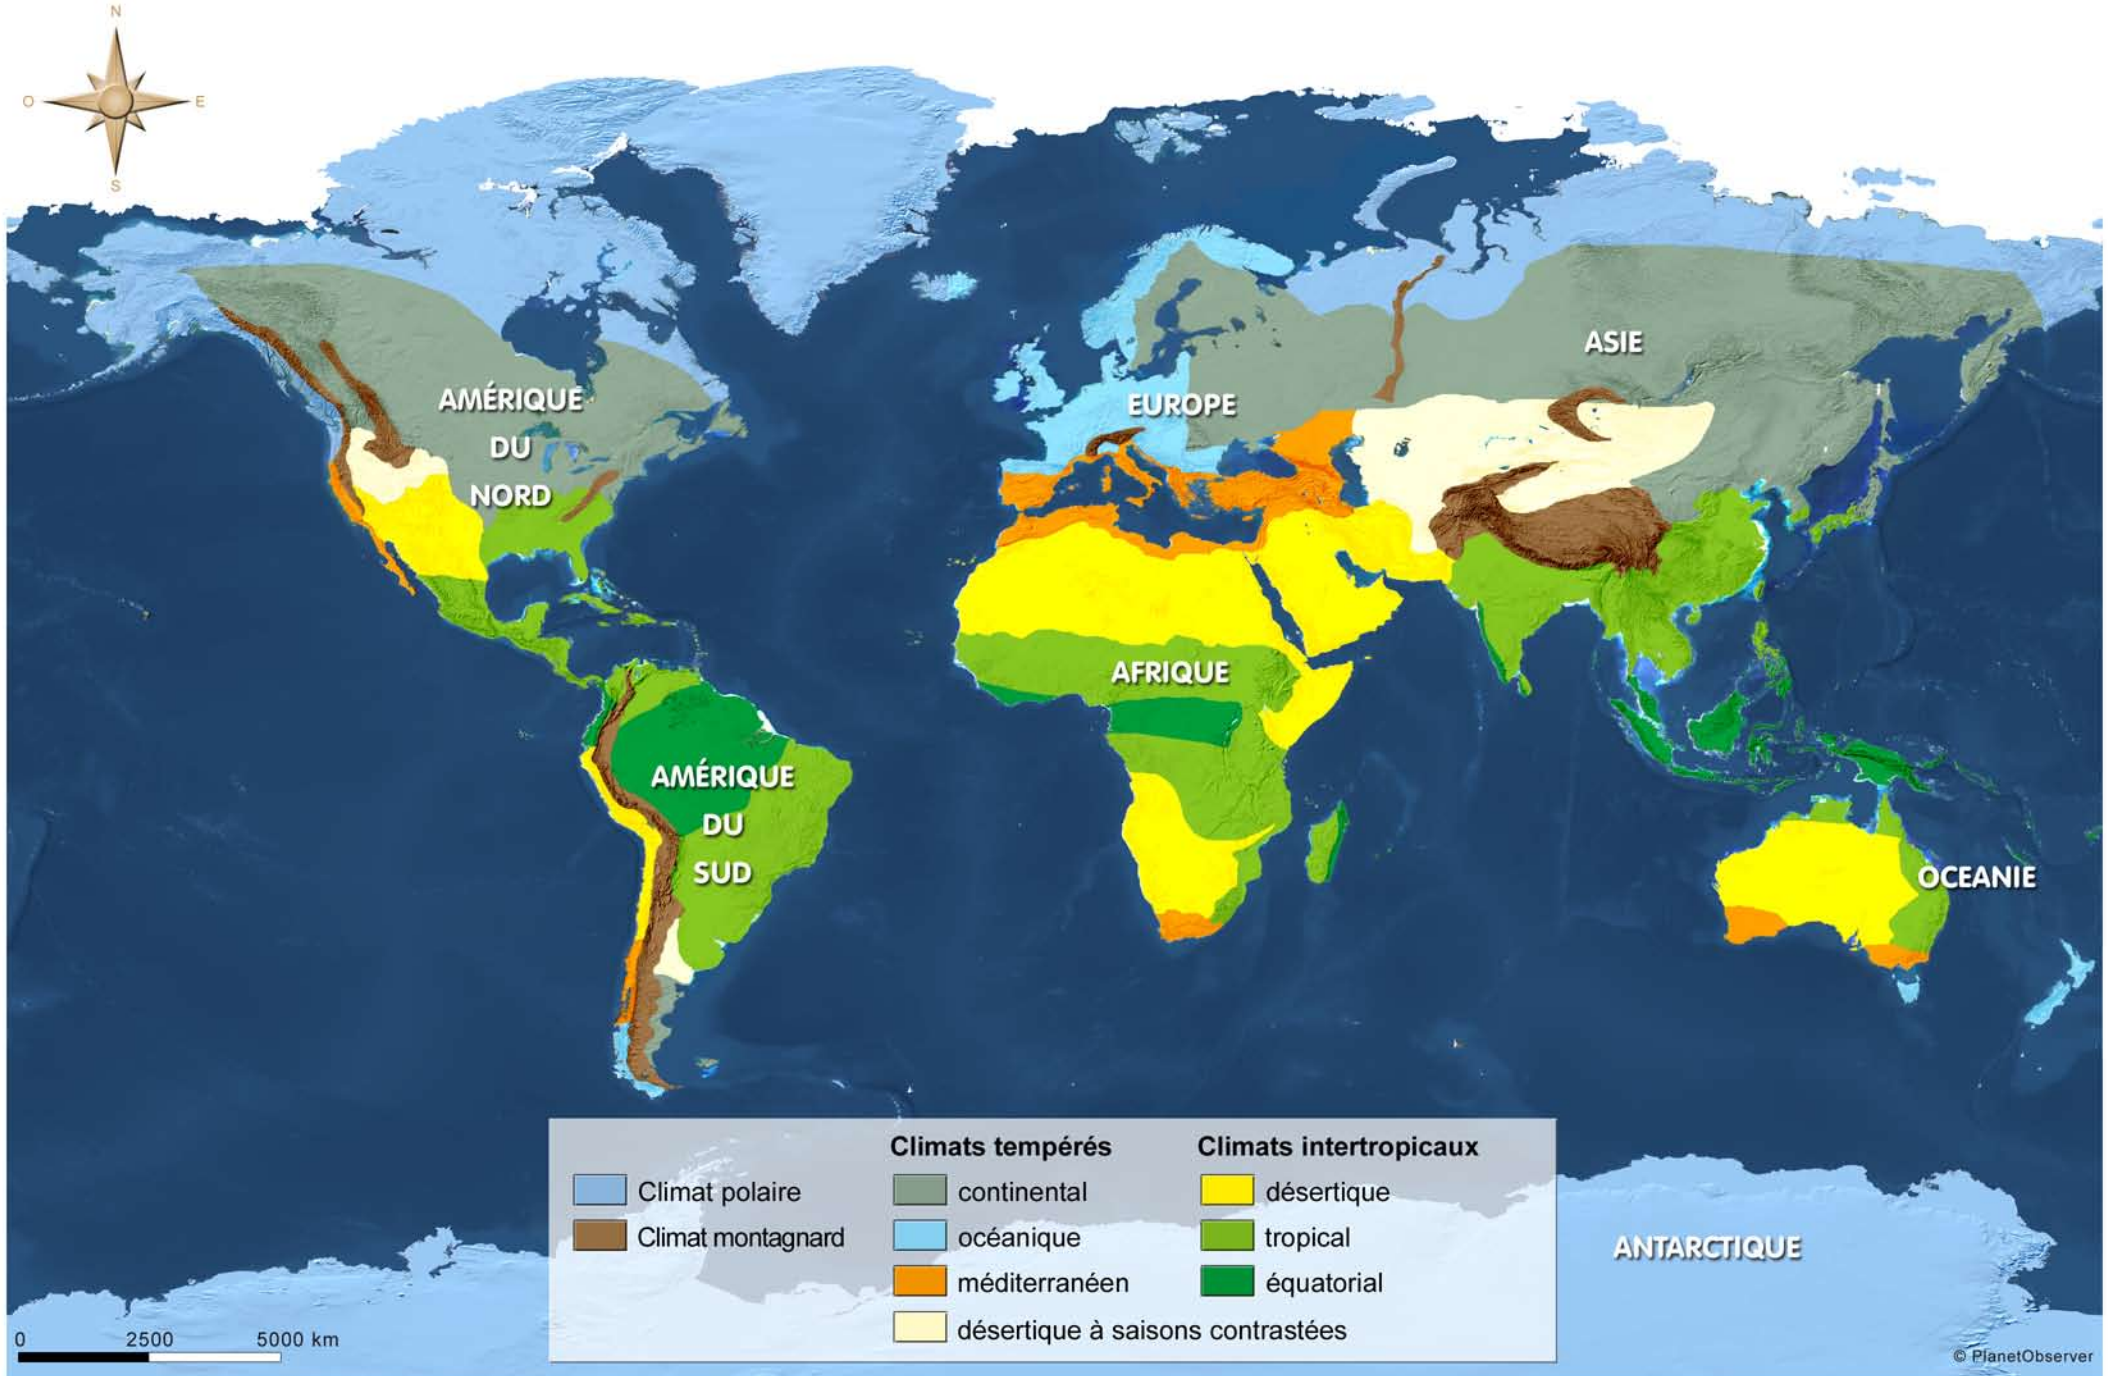 N
O
E
S
AMÉRIQUE
DU
NORD
EUROPE
ASIE
AFRIQUE
AMÉRIQUE
DU
SUD
OCEANIE
ANTARCTIQUE
Climats tempérés
Climats intertropicaux
Climat polaire
continental
désertique
Climat montagnard
océanique
tropical
méditerranéen
équatorial
désertique à saisons contrastées
0
2500
5000 km
© PlanetObserver